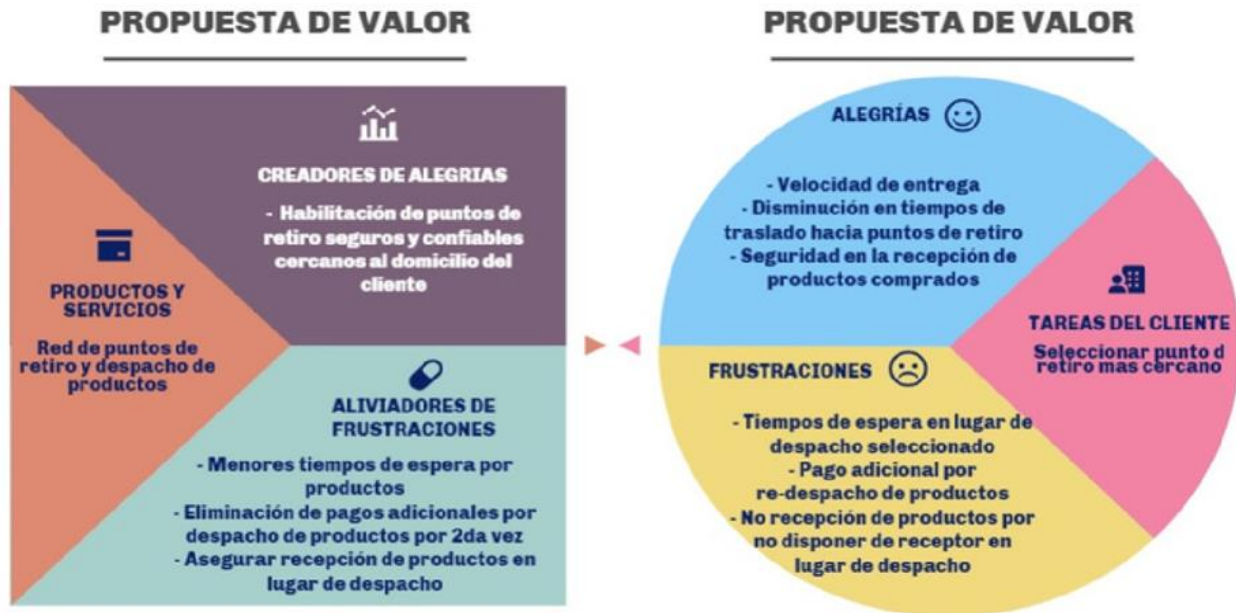 PROPUESTA DE VALOR
CREADORES DE ALEGRIAS
- Habilitación de puntos de
retiro seguros y confiables
cercanos al domicilio del
cliente
PRODUCTOS Y
SERVICIOS
Red de puntos de
retiro y despacho de
productos
ALIVIADORES DE
FRUSTRACIONES
- Menores tiempos de espera por
productos
- Eliminación de pagos adicionales por
despacho de productos por 2da vez
- Asegurar recepción de productos en
lugar de despacho
PROPUESTA DE VALOR
ALEGRÍAS
- Velocidad de entrega
- Disminución en tiempos de
traslado hacia puntos de retiro
- Seguridad en la recepción de
productos comprados
TAREAS DEL CLIENTE
Seleccionar punto d
retiro mas cercano
FRUSTRACIONES
- Tiempos de espera en lugar de
despacho seleccionado
- Pago adicional por
re-despacho de productos
- No recepción de productos por
no disponer de receptor en
lugar de despacho